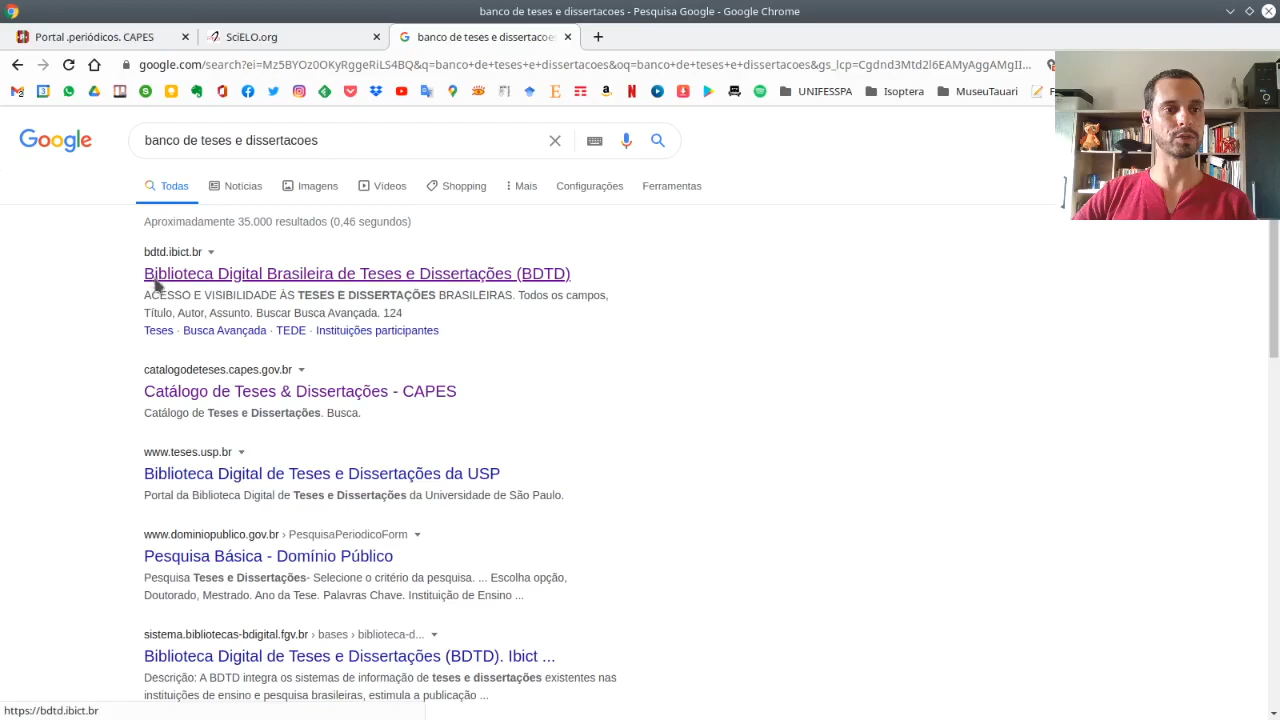 banco de teses e dissertacoes - Pesquisa Google - Google Chrome
Portal .periódicos. CAPES
SciELO.org
banco de teses e dissertacoe
google.com/search?ei=Mz5BYOz0OKyRggeRiLS4BQ&q=banco+de+teses+e+dissertacoes&oq=banco+de+teses+e+dissertacoes&gs_lcp=Cgdnd3Mtd2l6EAMyAggAMgII...
UNIFESSPA
Isoptera
MuseuTauari
Google
banco de teses e dissertacoes
Todas
Notícias
Imagens
Vídeos
Shopping
Mais
Configurações
Ferramentas
Aproximadamente 35.000 resultados (0,46 segundos)
bdtd.ibict.br
Biblioteca Digital Brasileira de Teses e Dissertações (BDTD)
ACESSO E VISIBILIDADE ÀS TESES E DISSERTAÇÕES BRASILEIRAS. Todos os campos,
Título, Autor, Assunto. Buscar Busca Avançada. 124
Teses · Busca Avançada · TEDE · Instituições participantes
catalogodeteses.capes.gov.br
Catálogo de Teses & Dissertações - CAPES
Catálogo de Teses e Dissertações. Busca.
www.teses.usp.br
Biblioteca Digital de Teses e Dissertações da USP
Portal da Biblioteca Digital de Teses e Dissertações da Universidade de São Paulo.
www.dominiopublico.gov.br › PesquisaPeriodicoForm
Pesquisa Básica - Domínio Público
Pesquisa Teses e Dissertações- Selecione o critério da pesquisa. ... Escolha opção,
Doutorado, Mestrado. Ano da Tese. Palavras Chave. Instituição de Ensino ...
sistema.bibliotecas-bdigital.fgv.br › bases › biblioteca-d...
Biblioteca Digital de Teses e Dissertações (BDTD). Ibict ...
Descrição: A BDTD integra os sistemas de informação de teses e dissertações existentes nas
instituições de ensino e pesquisa brasileiras, estimula a publicação ...
https://bdtd.ibict.br